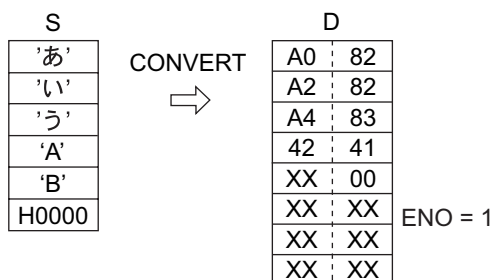 S
D
'あ'
'い'
'う'
'A'
'B'
H0000
CONVERT
A0 82
A2 82
A4 83
42 41
XX 00
XX XX
XX XX
XX XX
ENO = 1